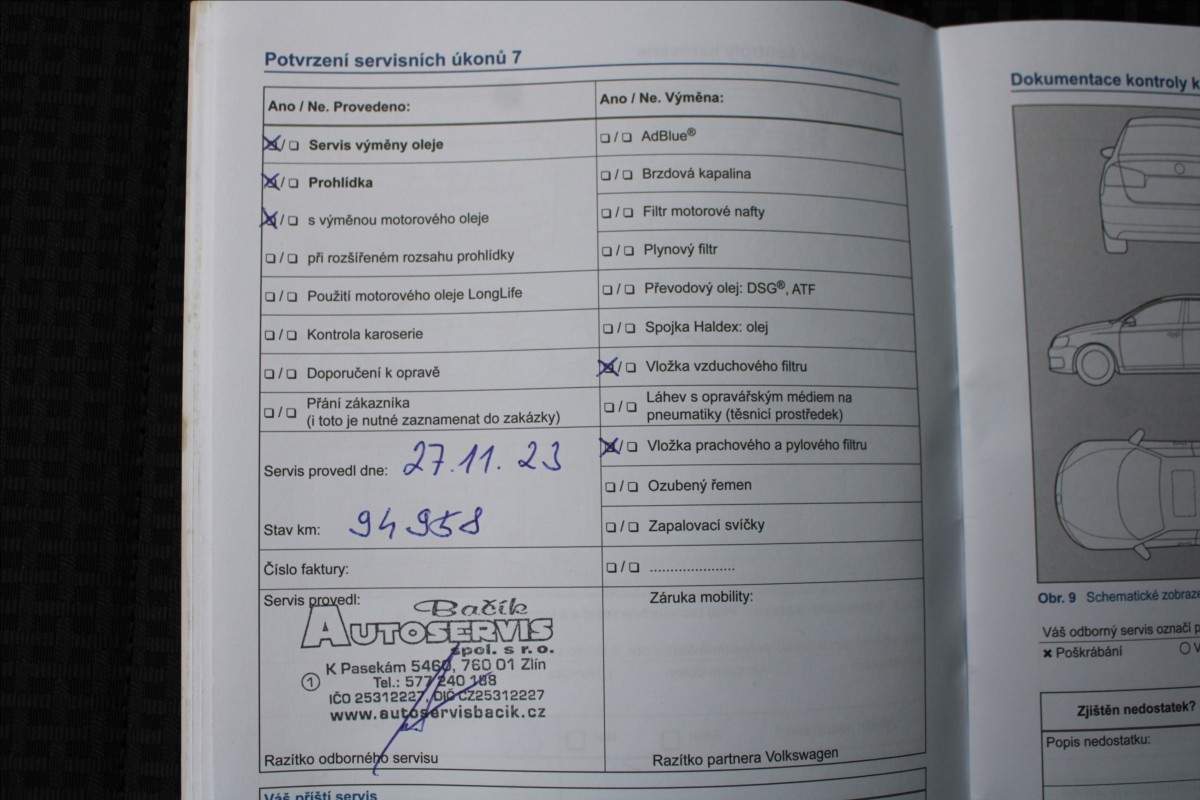 Potvrzení servisních úkonů 7
Ano / Ne. Provedeno:
Servis výměny oleje
Prohlídka
s výměnou motorového oleje
při rozšířeném rozsahu prohlídky
Použití motorového oleje LongLife
Kontrola karoserie
Doporučení k opravě
Přání zákazníka
(i toto je nutné zaznamenat do zakázky)
Servis provedl dne: 27.11.23
Stav km: 94958
Číslo faktury:
Servis provedl:
Bačík
AUTOSERVIS
spol. s r.o.
K Pasekám 5460, 760 01 Zlín
1 Tel.: 577 240 188
IČO 25312227, DIČ CZ25312227
www.autoservisbacik.cz
Razítko odborného servisu
Ano / Ne. Výměna:
AdBlue®
Brzdová kapalina
Filtr motorové nafty
Plynový filtr
Převodový olej: DSG®, ATF
Spojka Haldex: olej
Vložka vzduchového filtru
Láhev s opravářským médiem na
pneumatiky (těsnicí prostředek)
Vložka prachového a pylového filtru
Ozubený řemen
Zapalovací svíčky
.....................
Záruka mobility:
Razítko partnera Volkswagen
Váš příští servis
Dokumentace kontroly k
Obr. 9 Schematické zobraze
Váš odborný servis označí p
× Poškrábání
Zjištěn nedostatek?
Popis nedostatku: